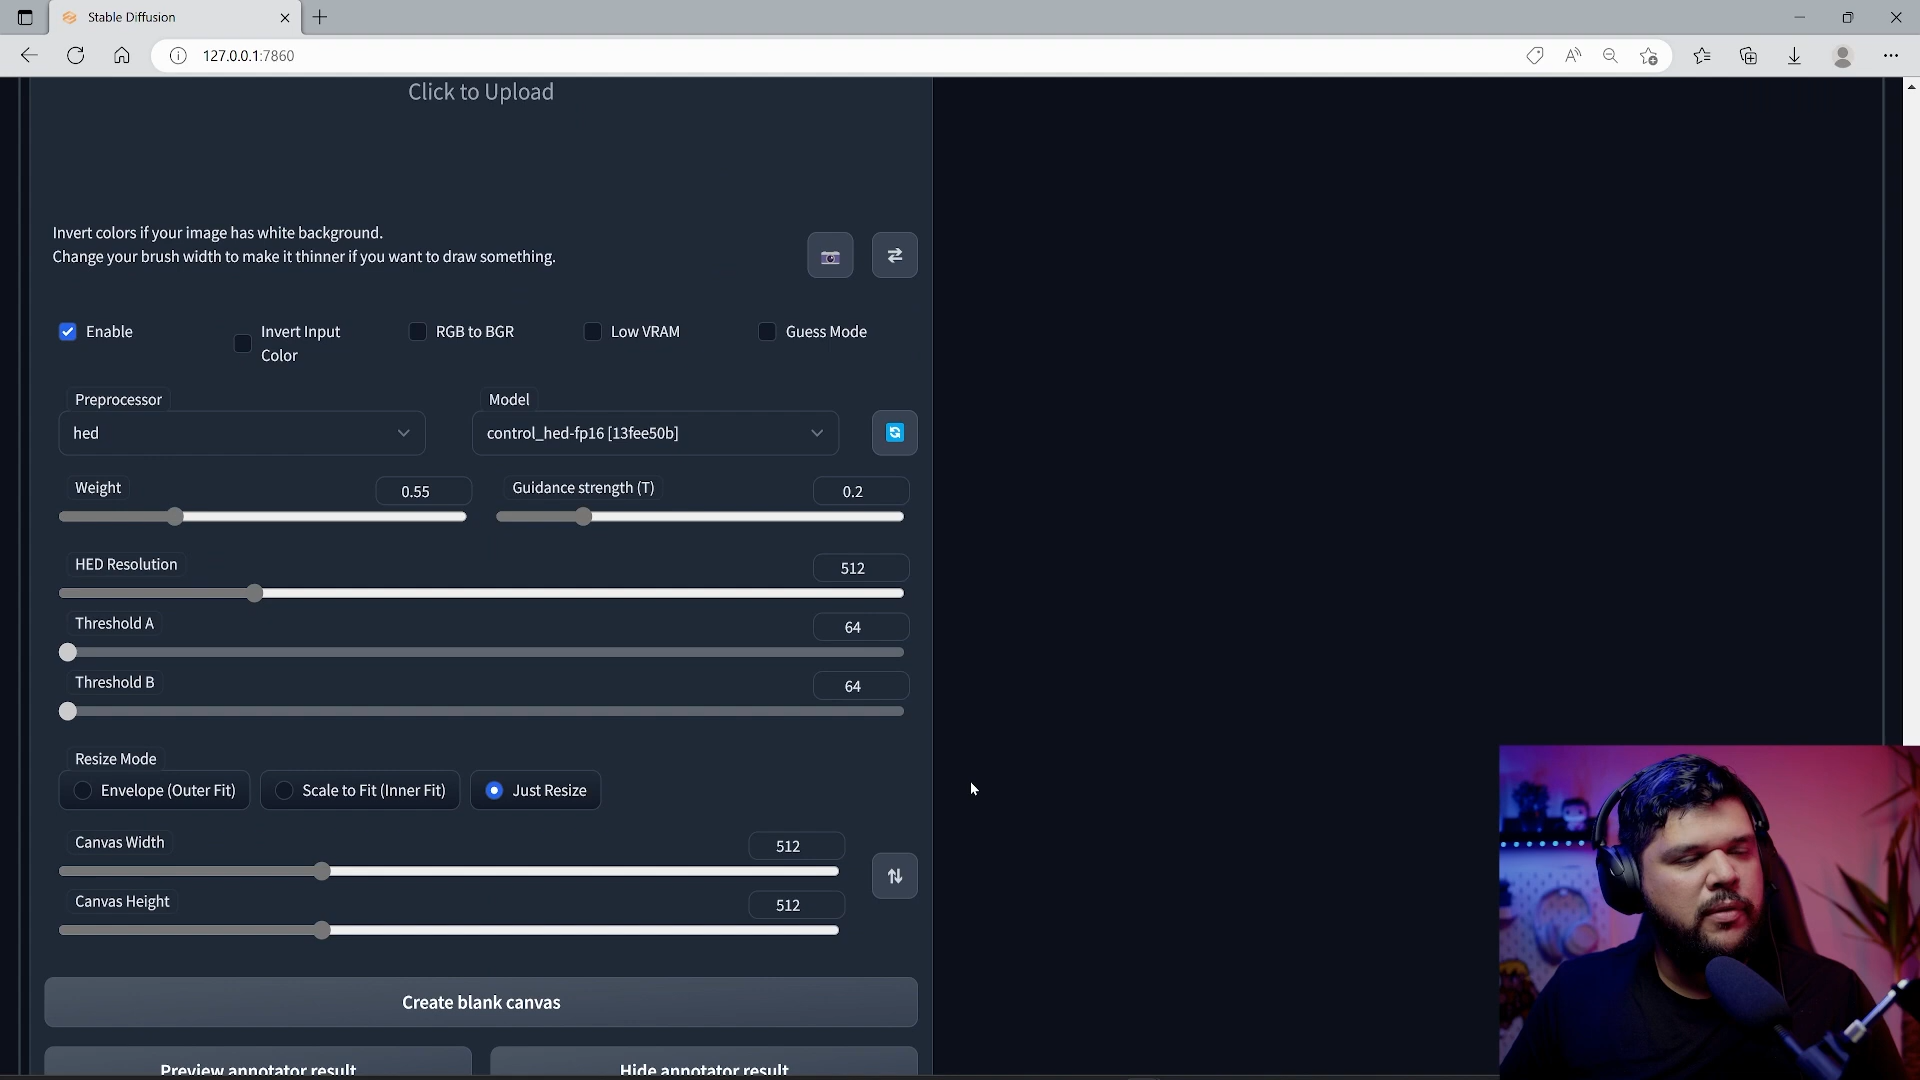 Stable Diffusion
127.0.0.1:7860
Click to Upload
Invert colors if your image has white background.
Change your brush width to make it thinner if you want to draw something.
Enable
Invert Input
Color
RGB to BGR
Low VRAM
Guess Mode
Preprocessor
Model
hed
control_hed-fp16 [13fee50b]
Weight
0.55
Guidance strength (T)
0.2
HED Resolution
512
Threshold A
64
Threshold B
64
Resize Mode
Envelope (Outer Fit)
Scale to Fit (Inner Fit)
Just Resize
Canvas Width
512
Canvas Height
512
Create blank canvas
Preview annotator result
Hide annotator result